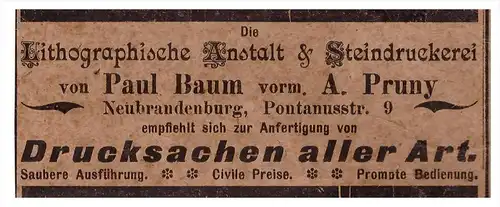 Die
Lithographische Anstalt & Steindruckerei
von Paul Baum vorm. A. Pruny
Neubrandenburg, Pontanusstr. 9
empfiehlt sich zur Anfertigung von
Drucksachen aller Art.
Saubere Ausführung. ❉ ❉ Civile Preise. ❉ ❉ Prompte Bedienung.